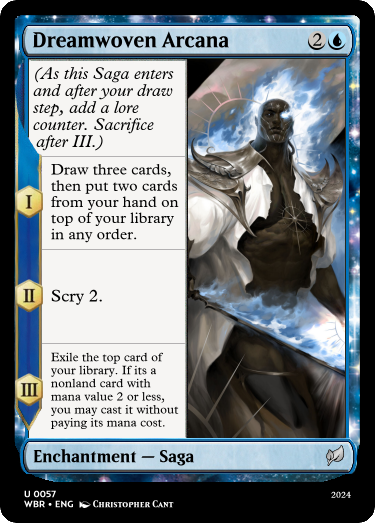 Dreamwoven Arcana 2
(As this Saga enters
and after your draw
step, add a lore
counter. Sacrifice
after III.)
I
Draw three cards,
then put two cards
from your hand on
top of your library
in any order.
II
Scry 2.
III
Exile the top card of
your library. If its a
nonland card with
mana value 2 or less,
you may cast it without
paying its mana cost.
Enchantment — Saga
U 0057
WBR • ENG Christopher Cant
2024